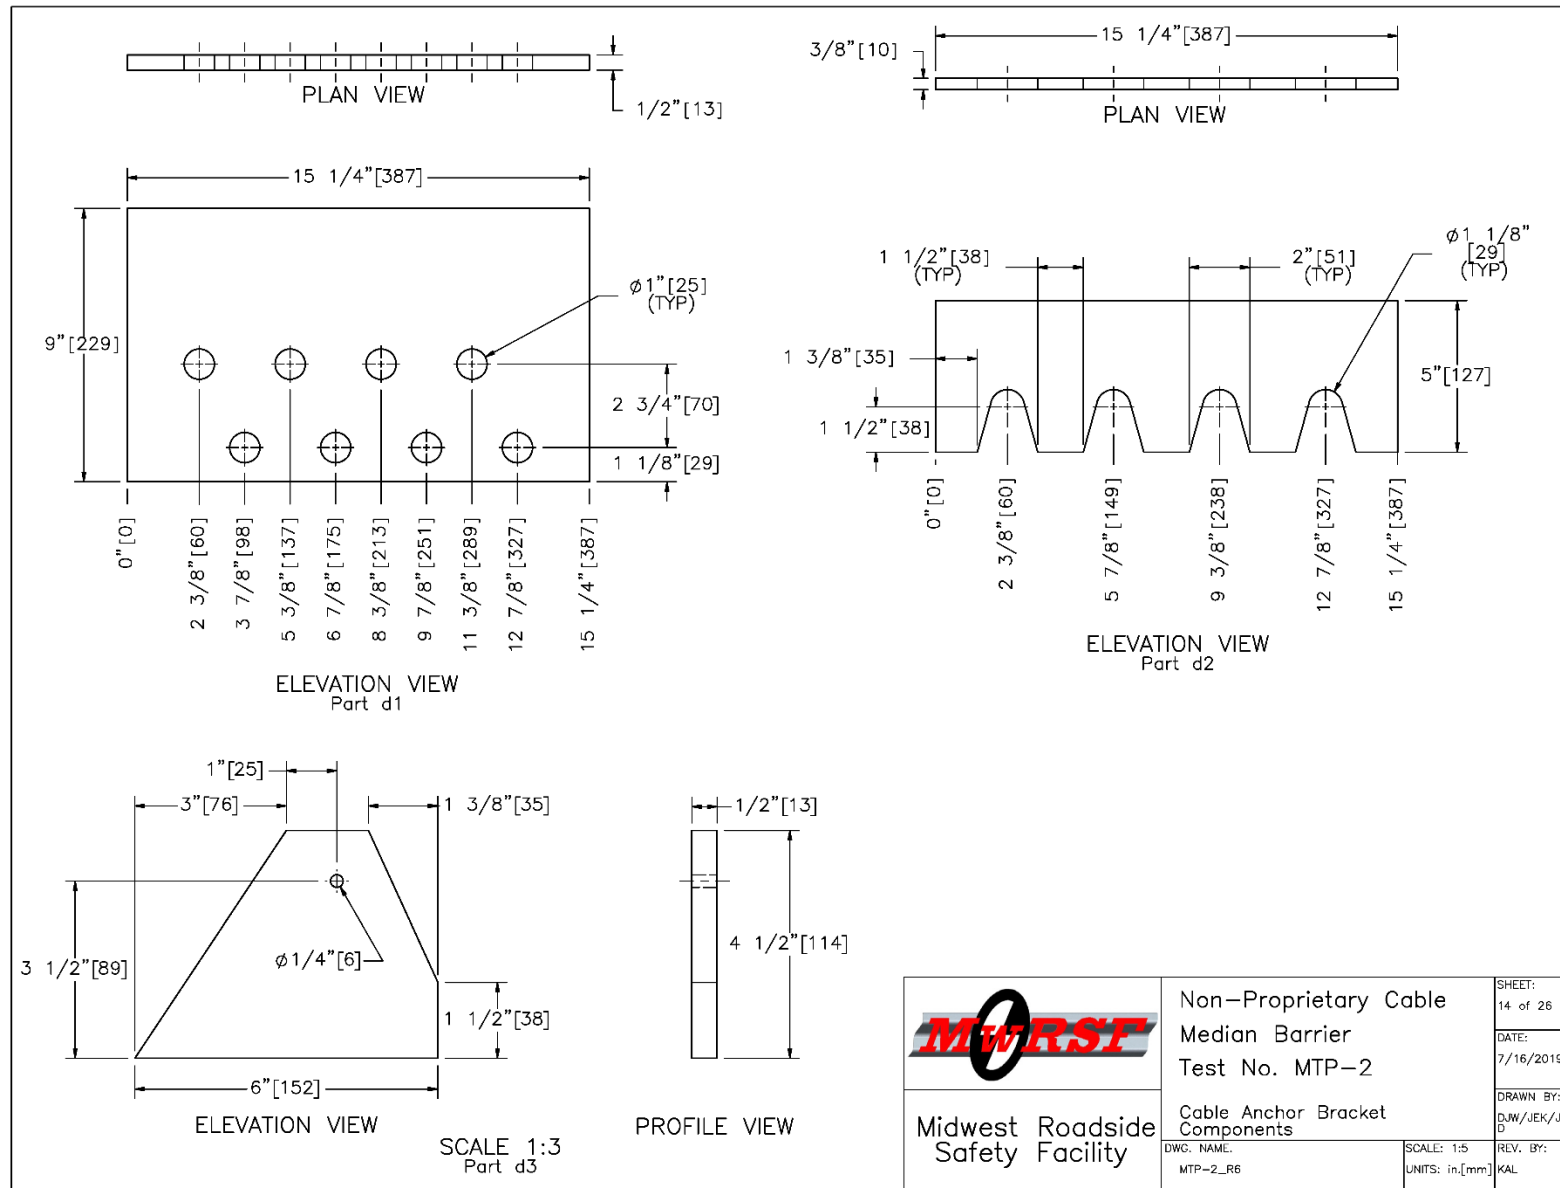 PLAN VIEW
1/2"[13]
15 1/4"[387]
9"[229]
ø1"[25]
(TYP)
2 3/4"[70]
1 1/8"[29]
0"[0]
2 3/8"[60]
3 7/8"[98]
5 3/8"[137]
6 7/8"[175]
8 3/8"[213]
9 7/8"[251]
11 3/8"[289]
12 7/8"[327]
15 1/4"[387]
ELEVATION VIEW
Part d1
3/8"[10]
15 1/4"[387]
PLAN VIEW
1 1/2"[38]
(TYP)
2"[51]
(TYP)
ø1 1/8"
[29]
(TYP)
1 3/8"[35]
5"[127]
1 1/2"[38]
0"[0]
2 3/8"[60]
5 7/8"[149]
9 3/8"[238]
12 7/8"[327]
15 1/4"[387]
ELEVATION VIEW
Part d2
1"[25]
3"[76]
1 3/8"[35]
3 1/2"[89]
ø1/4"[6]
1 1/2"[38]
6"[152]
ELEVATION VIEW
1/2"[13]
4 1/2"[114]
PROFILE VIEW
SCALE 1:3
Part d3
MwRSF
Midwest Roadside
Safety Facility
Non-Proprietary Cable
Median Barrier
Test No. MTP-2
Cable Anchor Bracket
Components
DWG. NAME.
MTP-2_R6
SCALE: 1:5
UNITS: in.[mm]
SHEET:
14 of 26
DATE:
7/16/2019
DRAWN BY:
DJW/JEK/J
D
REV. BY:
KAL